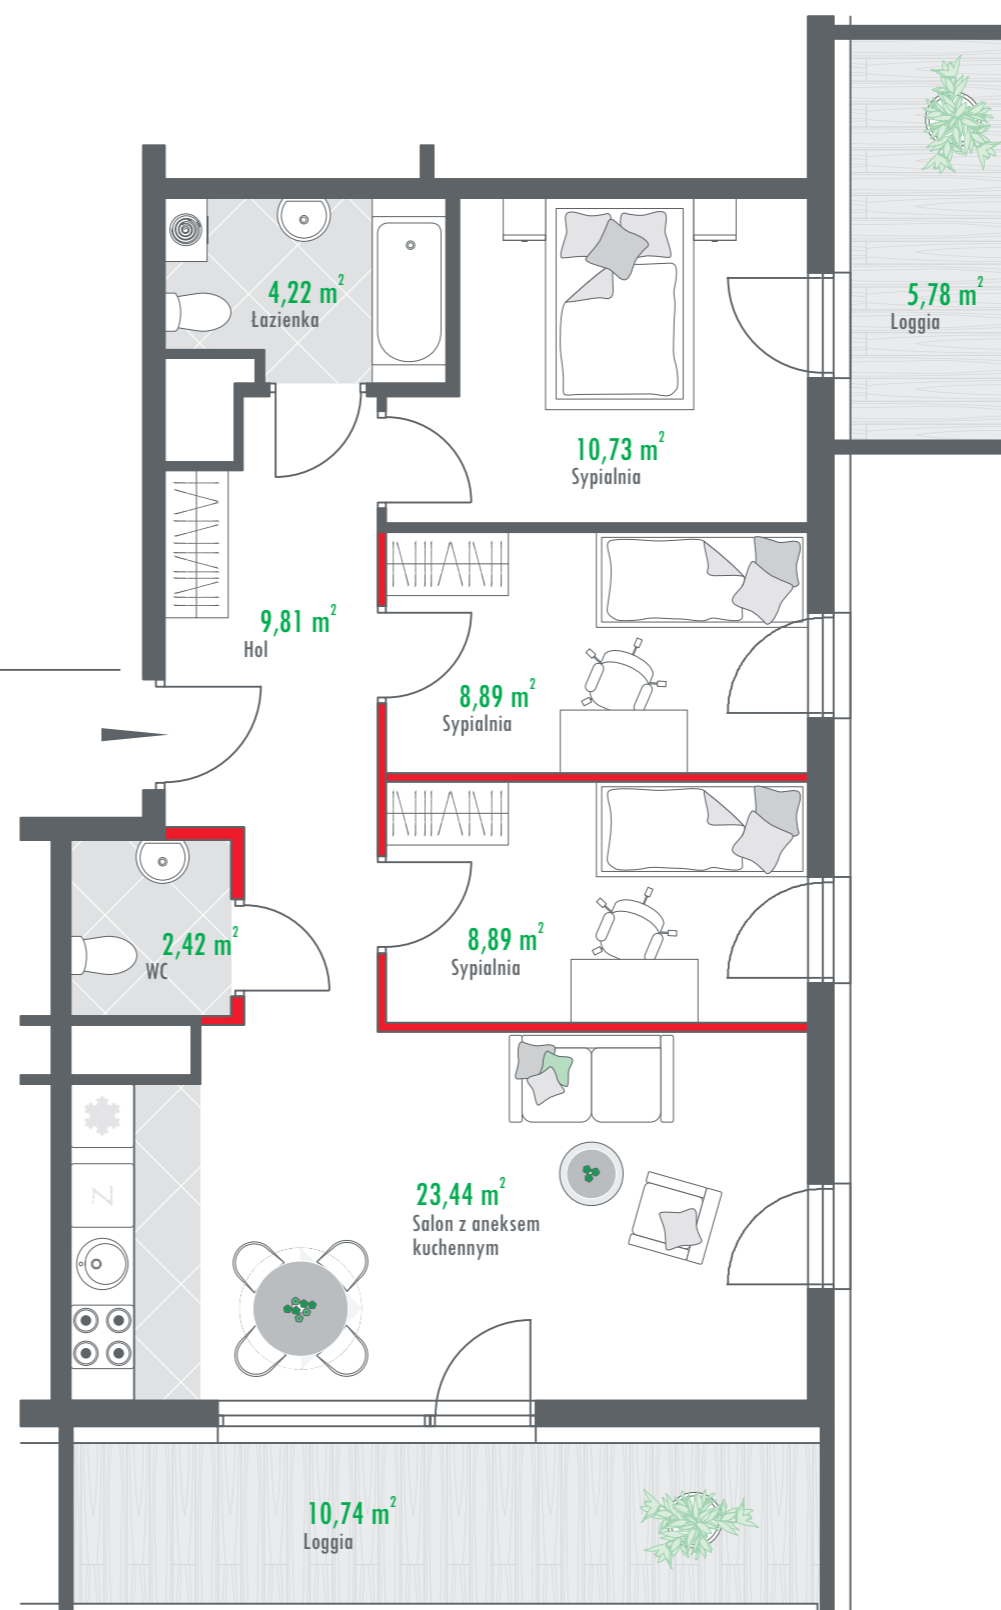 4,22 m²
Łazienka
5,78 m²
Loggia
10,73 m²
Sypialnia
9,81 m²
Hol
8,89 m²
Sypialnia
8,89 m²
Sypialnia
2,42 m²
WC
Z
23,44 m²
Salon z aneksem
kuchennym
10,74 m²
Loggia